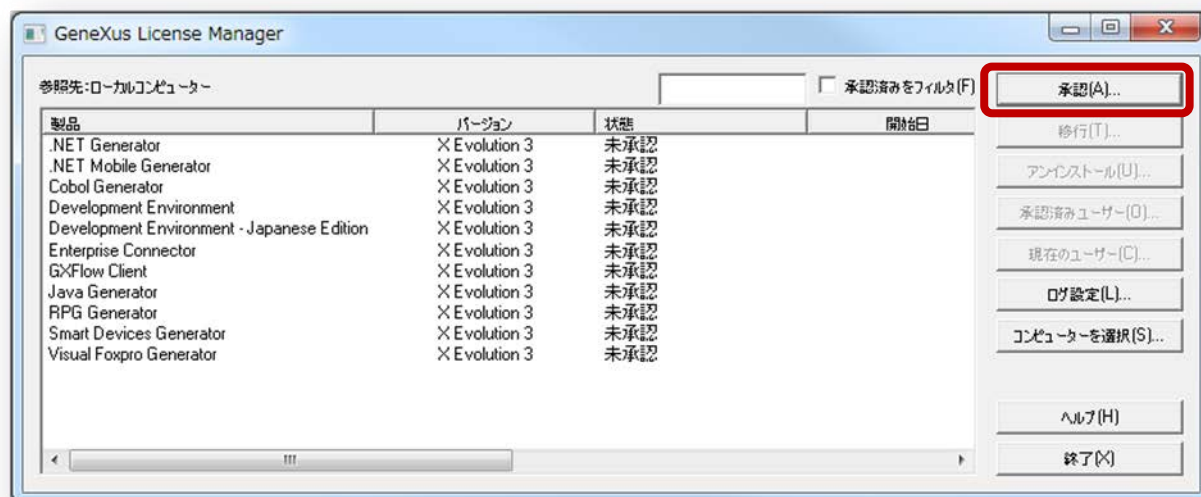 GeneXus License Manager
参照先:ローカルコンピューター
承認済みをフィルタ(F)
承認(A)...
製品 バージョン 状態 開始日
.NET Generator X Evolution 3 未承認
.NET Mobile Generator X Evolution 3 未承認
Cobol Generator X Evolution 3 未承認
Development Environment X Evolution 3 未承認
Development Environment - Japanese Edition X Evolution 3 未承認
Enterprise Connector X Evolution 3 未承認
GXFlow Client X Evolution 3 未承認
Java Generator X Evolution 3 未承認
RPG Generator X Evolution 3 未承認
Smart Devices Generator X Evolution 3 未承認
Visual Foxpro Generator X Evolution 3 未承認
移行(T)...
アンインストール(U)...
承認済みユーザー(O)...
現在のユーザー(C)...
ログ設定(L)...
コンピューターを選択(S)...
ヘルプ(H)
終了(X)